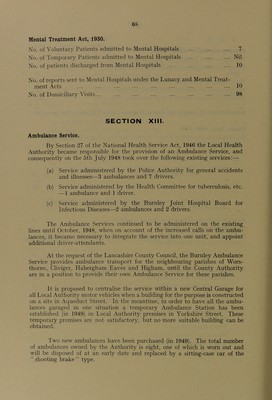 68
Mental Treatment Act, 1930.
No. of Voluntary Patients admitted to Mental Hospitals 7
No. of Temporary Patients admitted to Mental Hospitals Nil
No. of patients discharged from Mental Hospitals 10
No. of reports sent to Mental Hospitals under the Lunacy and Mental Treat-
ment Acts 10
No. of Domiciliary Visits 98
SECTION XIII.
Ambulance Service.
By Section 27 of the National Health Service Act, 1946 the Local Health
Authority became responsible for the provision of an Ambulance Service, and
consequently on the 5th July 1948 took over the following existing services:—
(a) Service administered by the Police Authority for general accidents
and illnesses—3 ambulances and 7 drivers.
(b) Service administered by the Health Committee for tuberculosis, etc.
—1 ambulance and 1 driver.
(c) Service administered by the Burnley Joint Hospital Board for
Infectious Diseases—2 ambulances and 2 drivers.
The Ambulance Services continued to be administered on the existing
lines until October, 1948, when on account of the increased calls on the ambu-
lances, it became necessary to integrate the service into one unit, and appoint
additional driver-attendants.
At the request of the Lancashire County Council, the Burnley Ambulance
Service provides ambulance transport for the neighbouring parishes of Wors-
thorne, Cliviger, Habergham Eaves and Higham, until the County Authority
are in a position to provide their own Ambulance Service for these parishes.
It is proposed to centralise the service within a new Central Garage for
all Local Authority motor vehicles when a building for the purpose is constructed
on a site in Aqueduct Street. In the meantime, in order to have all the ambu-
lances garaged in one situation a temporary Ambulance Station has been
established (in 1949) in Local Authority premises in Yorkshire Street. These
temporary premises are not satisfactory, but no more suitable building can be
obtained.
Two new ambulances have been purchased (in 1949). The total number
of ambulances owned by the Authority is eight, one of which is worn out and
will be disposed of at an early date and replaced by a sitting-case car of the
"shooting brake" type.